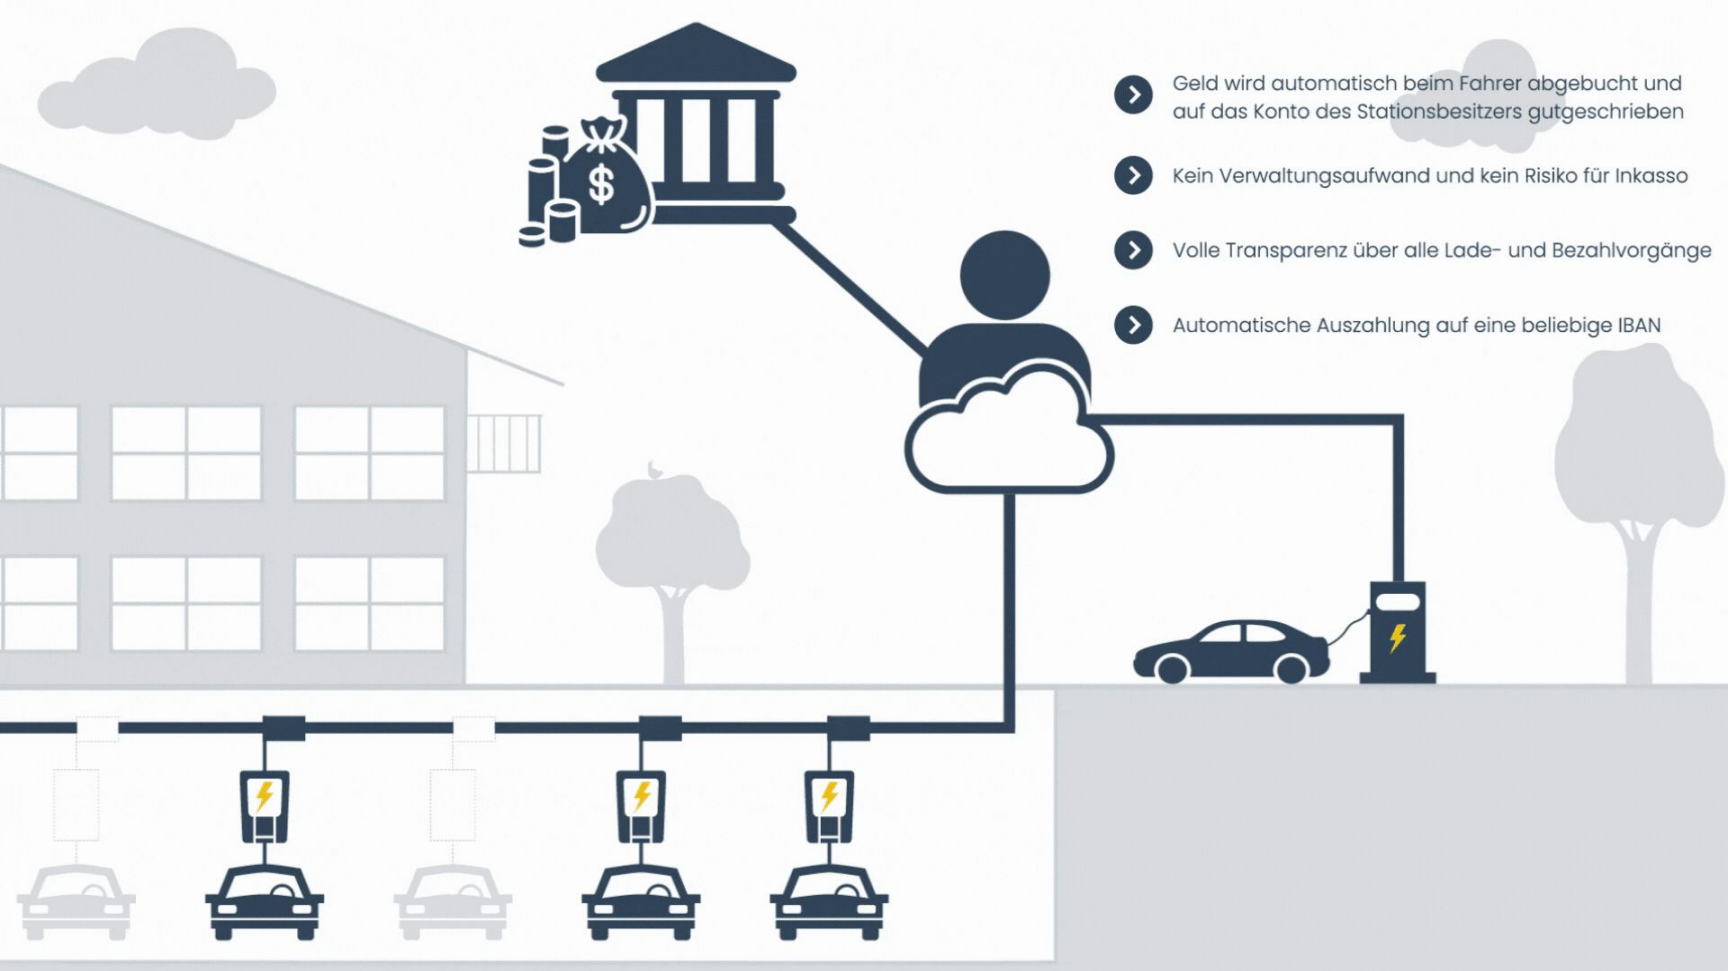 Geld wird automatisch beim Fahrer abgebucht und
auf das Konto des Stationsbesitzers gutgeschrieben
Kein Verwaltungsaufwand und kein Risiko für Inkasso
Volle Transparenz über alle Lade- und Bezahlvorgänge
Automatische Auszahlung auf eine beliebige IBAN
$